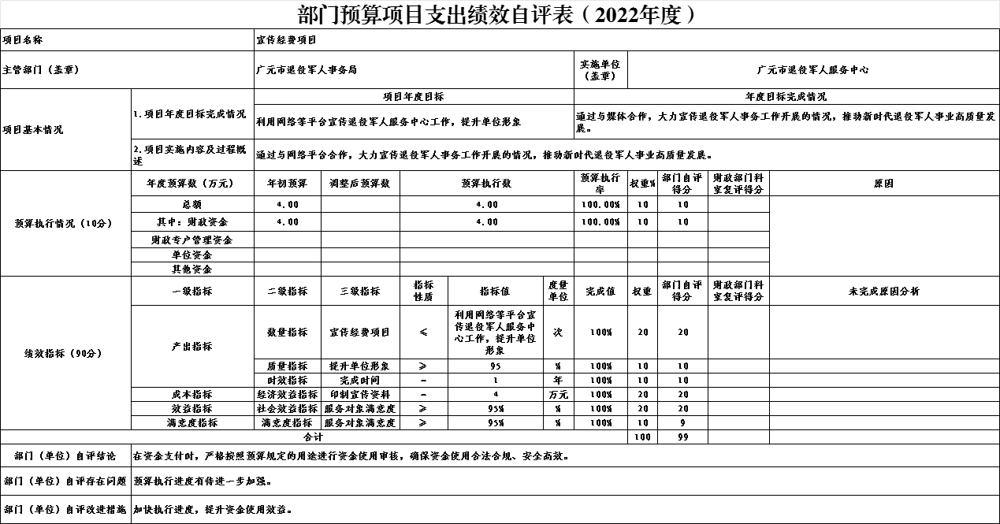 部门预算项目支出绩效自评表（2022年度）
项目名称
宣传经费项目
主管部门（盖章）
广元市退役军人事务局
实施单位
（盖章）
广元市退役军人服务中心
项目基本情况
1.项目年度目标完成情况
项目年度目标
年度目标完成情况
利用网络等平台宣传退役军人服务中心工作，提升单位形象
通过与媒体合作，大力宣传退役军人事务工作开展的情况，推动新时代退役军人事业高质量发
展。
2.项目实施内容及过程概
述
通过与网络平台合作，大力宣传退役军人事务工作开展的情况，推动新时代退役军人事业高质量发展。
预算执行情况（10分）
年度预算数（万元）
年初预算
调整后预算数
预算执行数
预算执行
率
权重%
部门自评
得分
财政部门科
室复评得分
原因
总额 4.00 4.00 100.00% 10 10
其中：财政资金 4.00 4.00 100.00% 10 10
财政专户管理资金
单位资金
其他资金
绩效指标（90分）
一级指标
二级指标
三级指标
指标
性质
指标值
度量
单位
完成值
权重
部门自评
得分
财政部门科
室复评得分
未完成原因分析
产出指标
数量指标
宣传经费项目
≤
利用网络等平台宣
传退役军人服务中
心工作，提升单位
形象
次
100%
20
20
质量指标 提升单位形象 ≥ 95 % 100% 10 10
时效指标 完成时间 - 1 年 100% 10 10
成本指标 经济效益指标 印制宣传资料 - 4 万元 100% 20 20
效益指标 社会效益指标 服务对象满意度 ≥ 95% % 100% 20 20
满意度指标 满意度指标 服务对象满意度 ≥ 95% % 100% 10 9
合计 100 99
部门（单位）自评结论
在资金支付时，严格按照预算规定的用途进行资金使用审核，确保资金使用合法合规、安全高效。
部门（单位）自评存在问题
预算执行进度有待进一步加强。
部门（单位）自评改进措施
加快执行进度，提升资金使用效益。